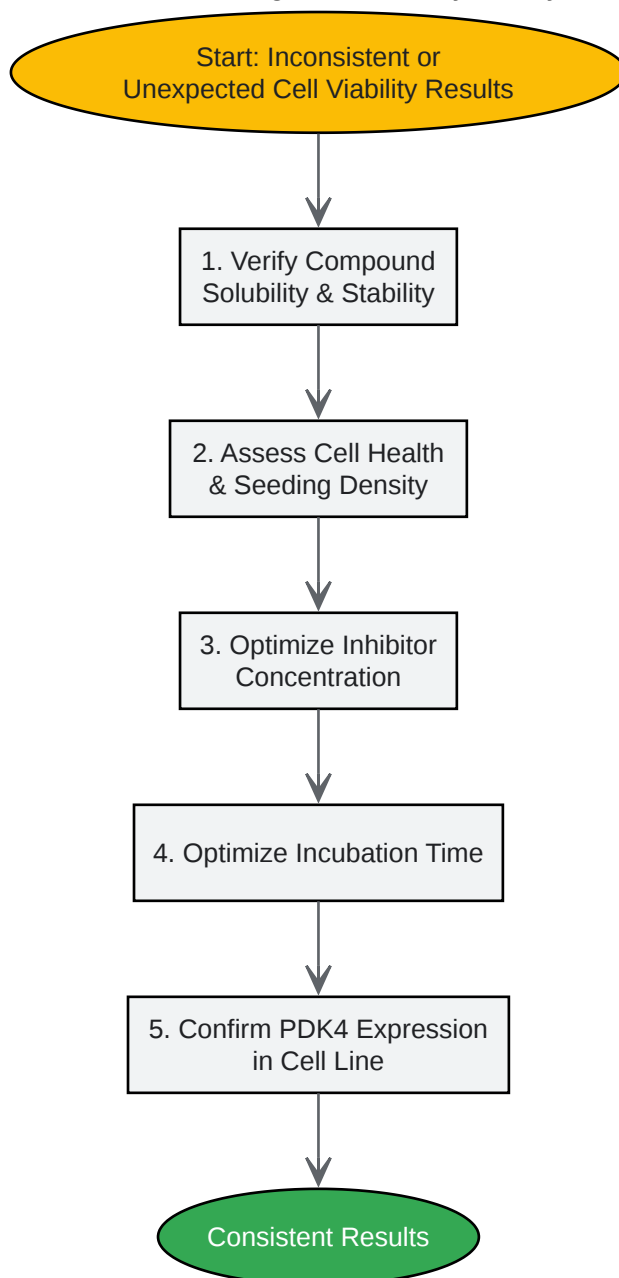 Start: Inconsistent or
Unexpected Cell Viability Results
1. Verify Compound
Solubility & Stability
2. Assess Cell Health
& Seeding Density
3. Optimize Inhibitor
Concentration
4. Optimize Incubation Time
5. Confirm PDK4 Expression
in Cell Line
Consistent Results